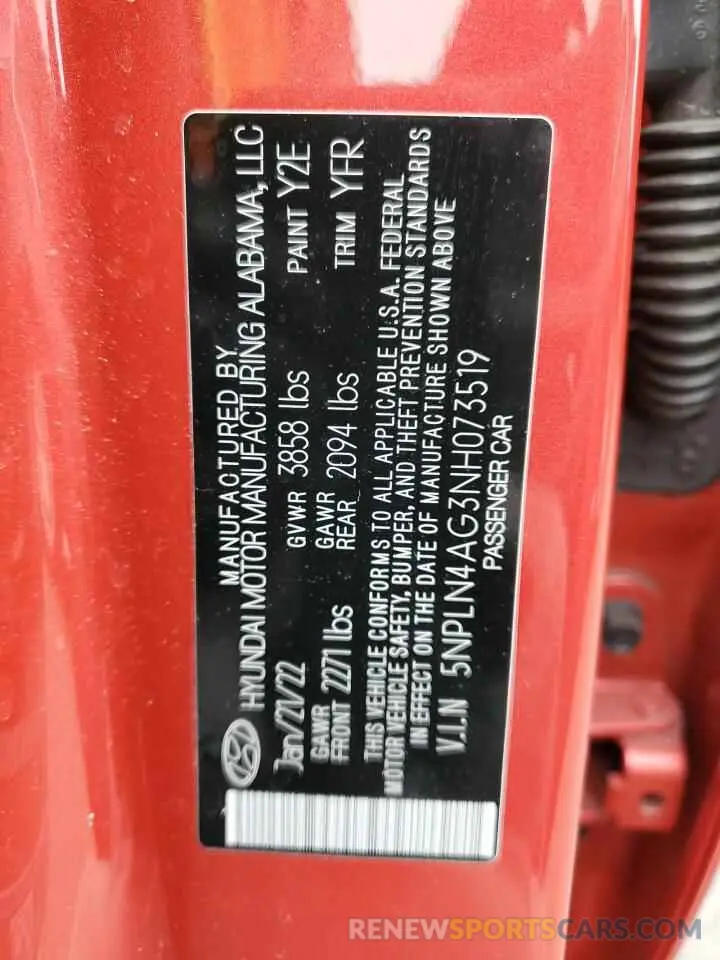 MANUFACTURED BY
HYUNDAI MOTOR MANUFACTURING ALABAMA, LLC
Jan/21/22 GVWR 3858 lbs PAINT Y2E
GAWR FRONT 2271 lbs GAWR REAR 2094 lbs TRIM YFR
THIS VEHICLE CONFORMS TO ALL APPLICABLE U.S.A. FEDERAL
MOTOR VEHICLE SAFETY, BUMPER, AND THEFT PREVENTION STANDARDS
IN EFFECT ON THE DATE OF MANUFACTURE SHOWN ABOVE
V.I.N 5NPLN4AG3NH073519
PASSENGER CAR
RENEWSPORTSCARS.COM